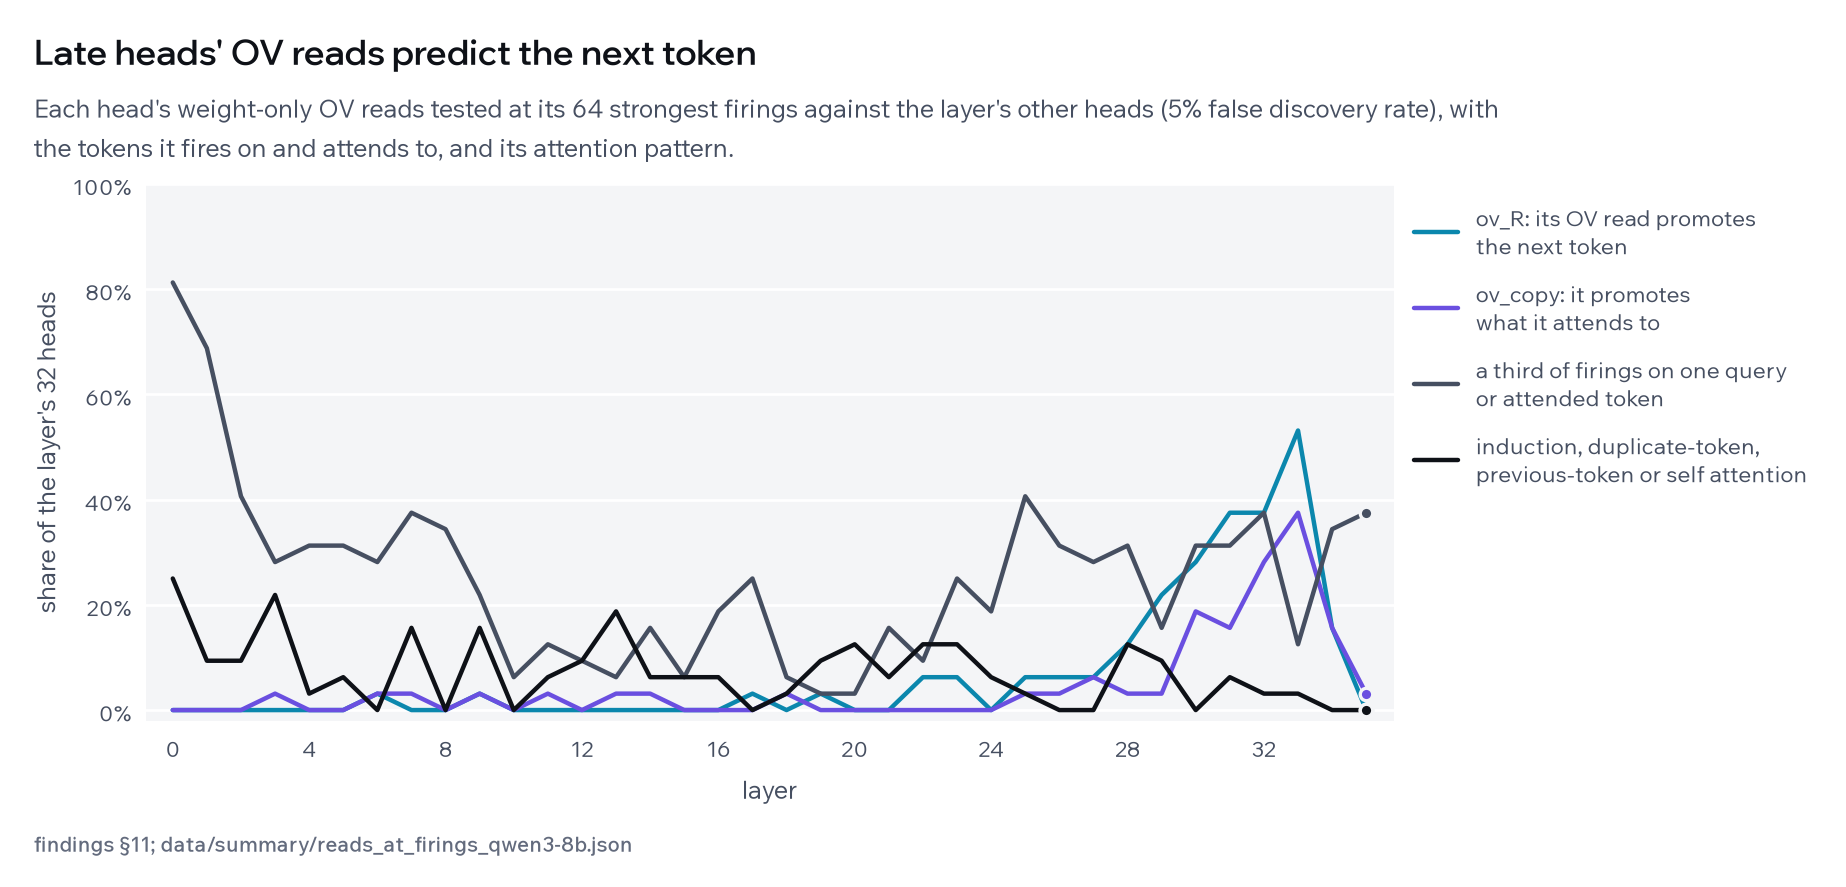 Late heads' OV reads predict the next token
Each head's weight-only OV reads tested at its 64 strongest firings against the layer's other heads (5% false discovery rate), with
the tokens it fires on and attends to, and its attention pattern.
100%
80%
60%
40%
20%
0%
share of the layer's 32 heads
0 4 8 12 16 20 24 28 32
layer
ov_R: its OV read promotes
the next token
ov_copy: it promotes
what it attends to
a third of firings on one query
or attended token
induction, duplicate-token,
previous-token or self attention
findings §11; data/summary/reads_at_firings_qwen3-8b.json